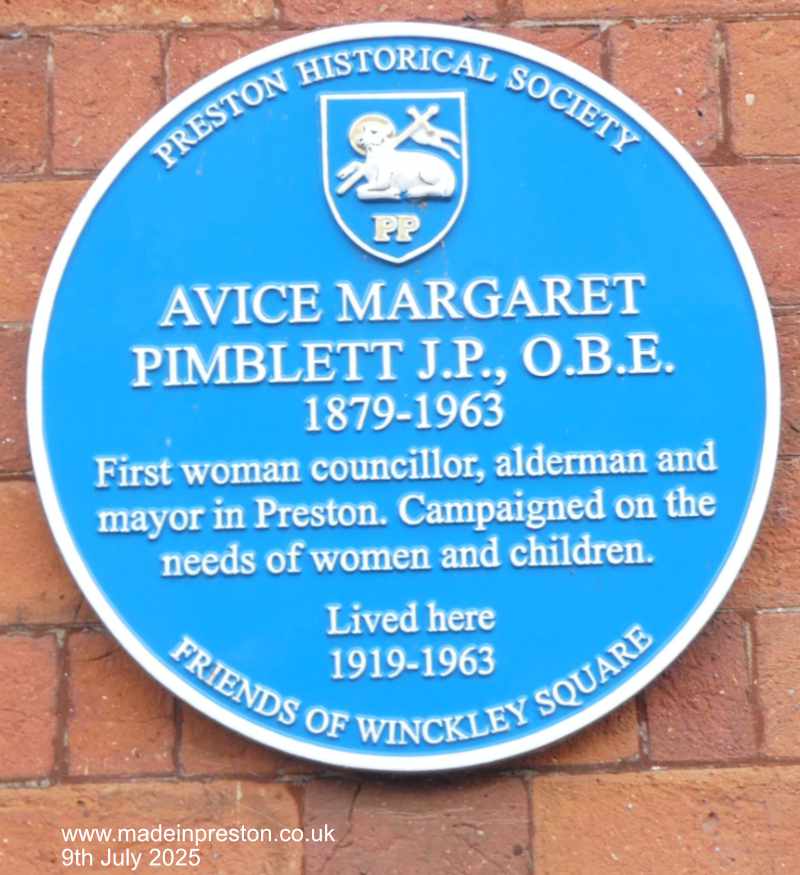 PRESTON HISTORICAL SOCIETY
PP
AVICE MARGARET
PIMBLETT J.P., O.B.E.
1879-1963
First woman councillor, alderman and
mayor in Preston. Campaigned on the
needs of women and children.
Lived here
1919-1963
FRIENDS OF WINCKLEY SQUARE
www.madeinpreston.co.uk
9th July 2025